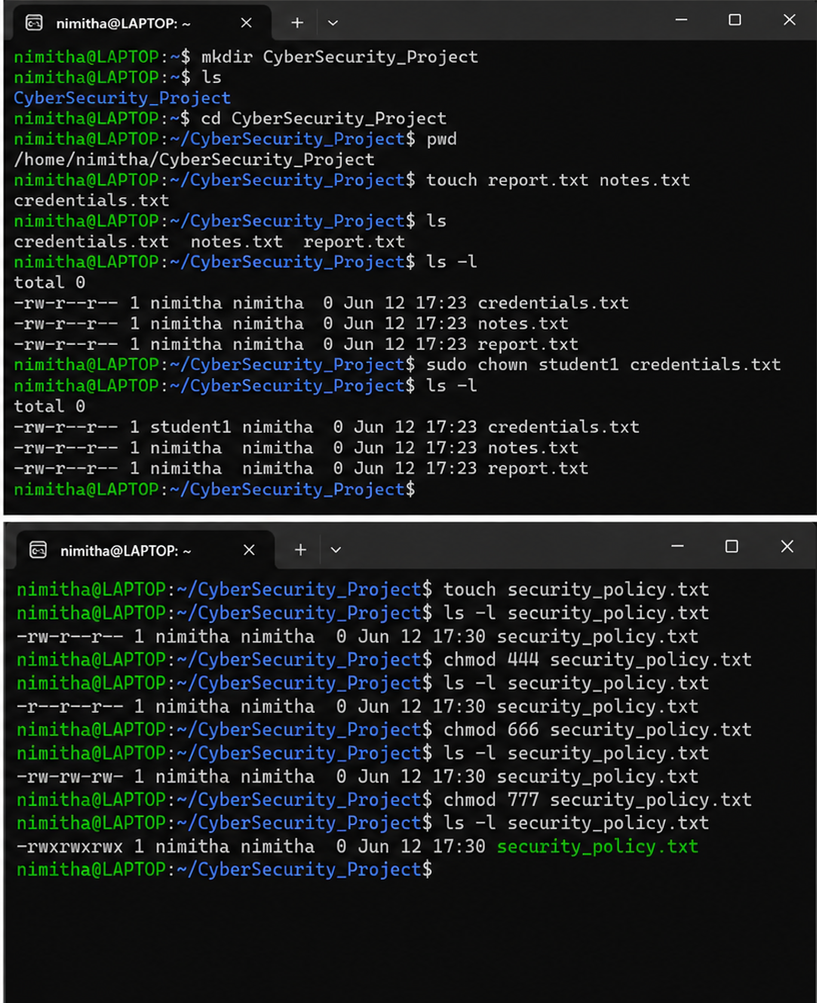 nimitha@LAPTOP: ~
nimitha@LAPTOP:~$ mkdir CyberSecurity_Project
nimitha@LAPTOP:~$ ls
CyberSecurity_Project
nimitha@LAPTOP:~$ cd CyberSecurity_Project
nimitha@LAPTOP:~/CyberSecurity_Project$ pwd
/home/nimitha/CyberSecurity_Project
nimitha@LAPTOP:~/CyberSecurity_Project$ touch report.txt notes.txt
credentials.txt
nimitha@LAPTOP:~/CyberSecurity_Project$ ls
credentials.txt  notes.txt  report.txt
nimitha@LAPTOP:~/CyberSecurity_Project$ ls -l
total 0
-rw-r--r-- 1 nimitha nimitha  0 Jun 12 17:23 credentials.txt
-rw-r--r-- 1 nimitha nimitha  0 Jun 12 17:23 notes.txt
-rw-r--r-- 1 nimitha nimitha  0 Jun 12 17:23 report.txt
nimitha@LAPTOP:~/CyberSecurity_Project$ sudo chown student1 credentials.txt
nimitha@LAPTOP:~/CyberSecurity_Project$ ls -l
total 0
-rw-r--r-- 1 student1 nimitha  0 Jun 12 17:23 credentials.txt
-rw-r--r-- 1 nimitha  nimitha  0 Jun 12 17:23 notes.txt
-rw-r--r-- 1 nimitha  nimitha  0 Jun 12 17:23 report.txt
nimitha@LAPTOP:~/CyberSecurity_Project$
nimitha@LAPTOP: ~
nimitha@LAPTOP:~/CyberSecurity_Project$ touch security_policy.txt
nimitha@LAPTOP:~/CyberSecurity_Project$ ls -l security_policy.txt
-rw-r--r-- 1 nimitha nimitha  0 Jun 12 17:30 security_policy.txt
nimitha@LAPTOP:~/CyberSecurity_Project$ chmod 444 security_policy.txt
nimitha@LAPTOP:~/CyberSecurity_Project$ ls -l security_policy.txt
-r--r--r-- 1 nimitha nimitha  0 Jun 12 17:30 security_policy.txt
nimitha@LAPTOP:~/CyberSecurity_Project$ chmod 666 security_policy.txt
nimitha@LAPTOP:~/CyberSecurity_Project$ ls -l security_policy.txt
-rw-rw-rw- 1 nimitha nimitha  0 Jun 12 17:30 security_policy.txt
nimitha@LAPTOP:~/CyberSecurity_Project$ chmod 777 security_policy.txt
nimitha@LAPTOP:~/CyberSecurity_Project$ ls -l security_policy.txt
-rwxrwxrwx 1 nimitha nimitha  0 Jun 12 17:30 security_policy.txt
nimitha@LAPTOP:~/CyberSecurity_Project$